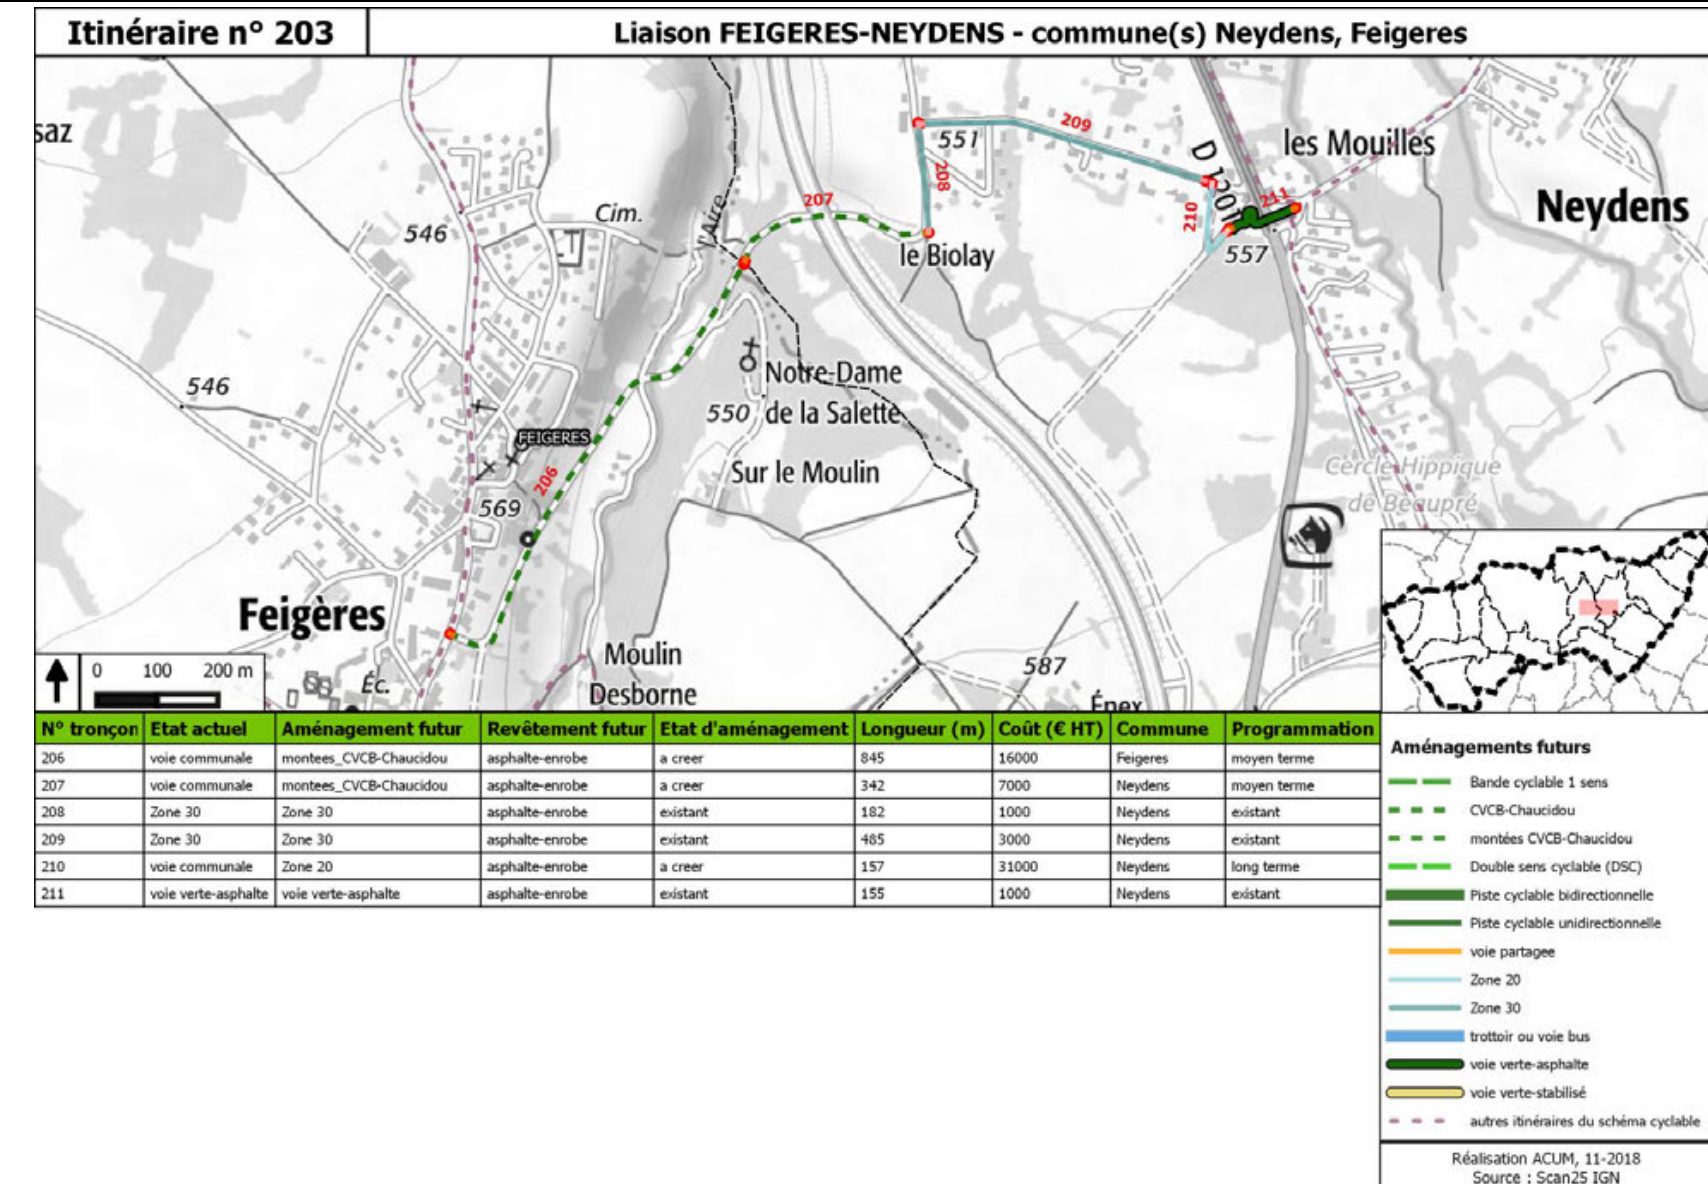 Itinéraire n° 203
Liaison FEIGERES-NEYDENS - commune(s) Neydens, Feigeres
saz
551
209
les Mouilles
D 1201
208
211
Neydens
207
210
Cim.
546
l'Aire
le Biolay
557
546
Notre-Dame
550 de la Salette
FEIGERES
206
Sur le Moulin
Cercle Hippique
de Beaupré
569
Feigères
Moulin
Desborne
587
Éc.
Épex
0 100 200 m
N° tronçon Etat actuel Aménagement futur Revêtement futur Etat d'aménagement Longueur (m) Coût (€ HT) Commune Programmation
206 voie communale montees_CVCB-Chaucidou asphalte-enrobe a creer 845 16000 Feigeres moyen terme
207 voie communale montees_CVCB-Chaucidou asphalte-enrobe a creer 342 7000 Neydens moyen terme
208 Zone 30 Zone 30 asphalte-enrobe existant 182 1000 Neydens existant
209 Zone 30 Zone 30 asphalte-enrobe existant 485 3000 Neydens existant
210 voie communale Zone 20 asphalte-enrobe a creer 157 31000 Neydens long terme
211 voie verte-asphalte voie verte-asphalte asphalte-enrobe existant 155 1000 Neydens existant
Aménagements futurs
Bande cyclable 1 sens
CVCB-Chaucidou
montées CVCB-Chaucidou
Double sens cyclable (DSC)
Piste cyclable bidirectionnelle
Piste cyclable unidirectionnelle
voie partagee
Zone 20
Zone 30
trottoir ou voie bus
voie verte-asphalte
voie verte-stabilisé
autres itinéraires du schéma cyclable
Réalisation ACUM, 11-2018
Source : Scan25 IGN